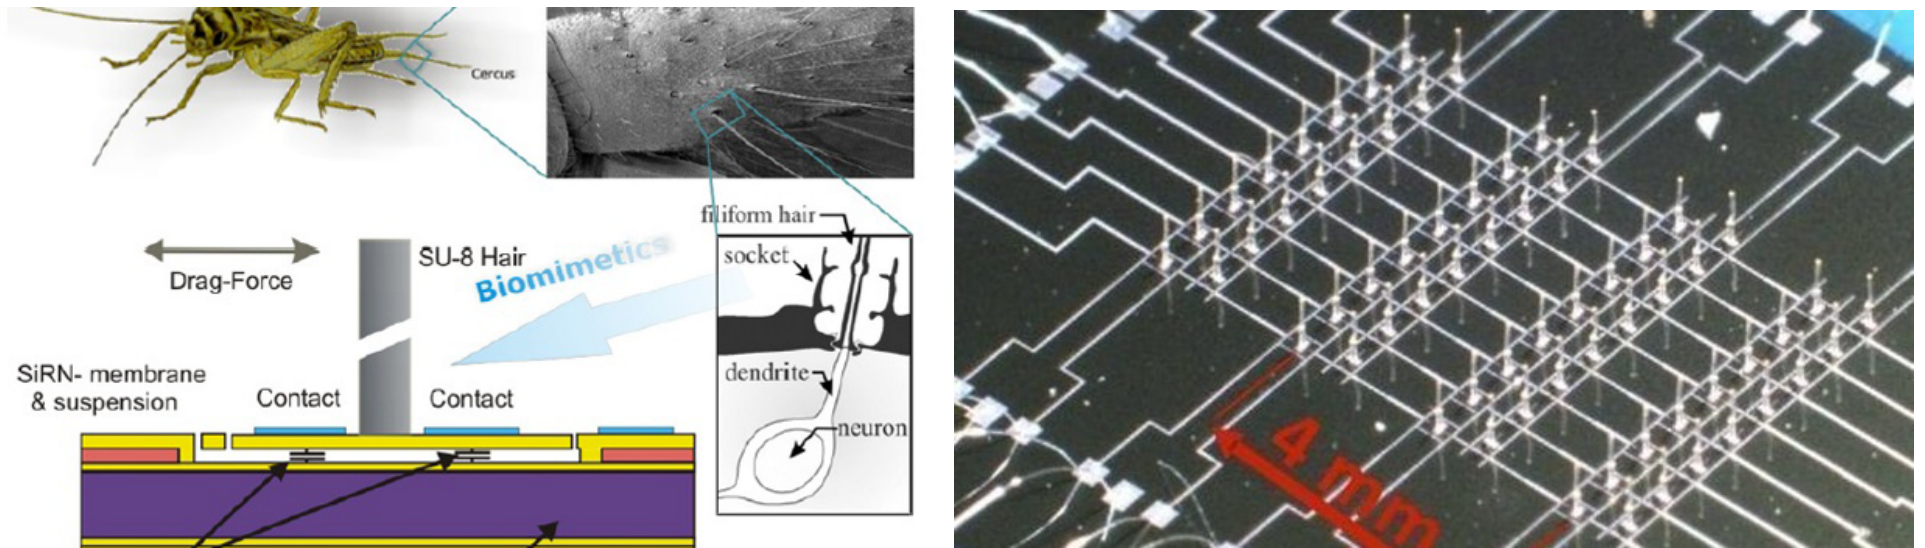 Cercus
filiform hair
socket
SU-8 Hair
Biomimetics
Drag-Force
dendrite
SiRN- membrane
& suspension
Contact
Contact
neuron
4 mm